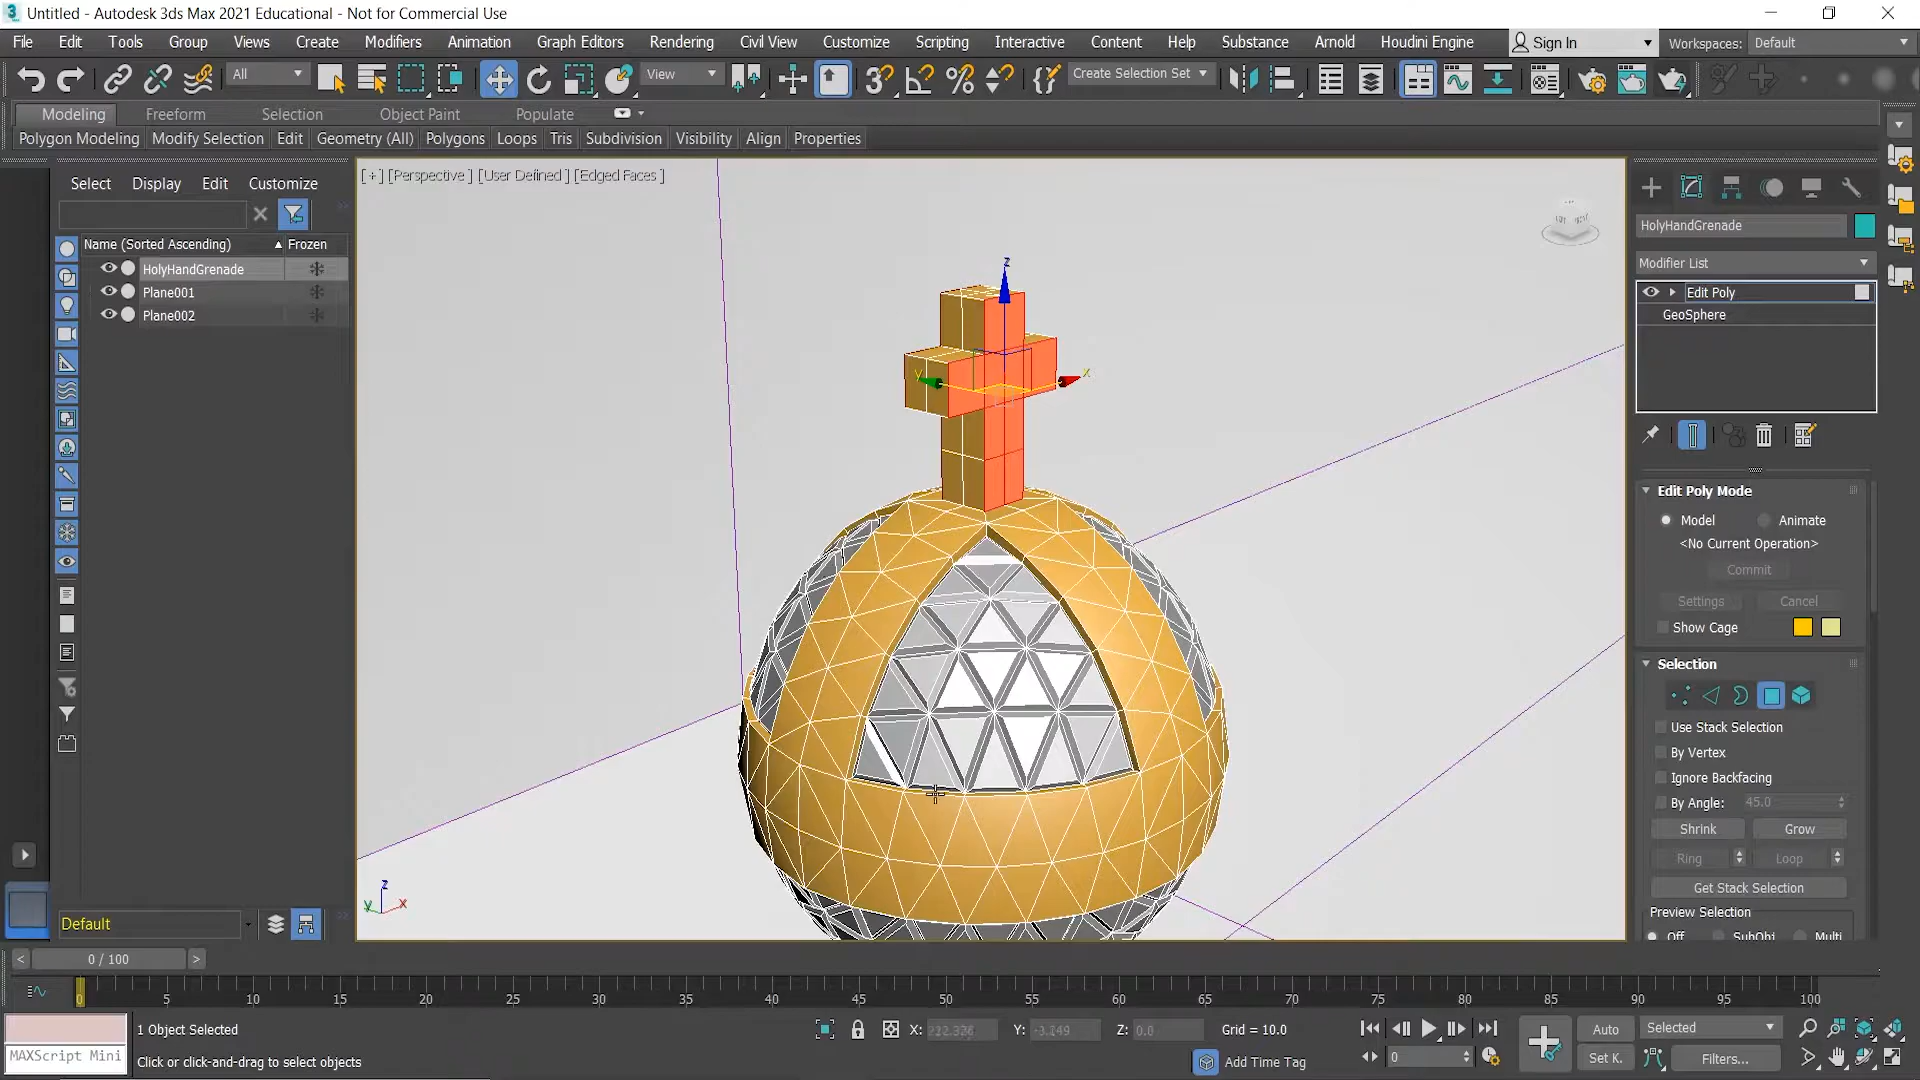 Untitled - Autodesk 3ds Max 2021 Educational - Not for Commercial Use
File Edit Tools Group Views Create Modifiers Animation Graph Editors Rendering Civil View Customize Scripting Interactive Content Help Substance Arnold Houdini Engine Sign In Workspaces: Default
All View Create Selection Set
Modeling Freeform Selection Object Paint Populate
Polygon Modeling Modify Selection Edit Geometry (All) Polygons Loops Tris Subdivision Visibility Align Properties
Select Display Edit Customize
Name (Sorted Ascending) Frozen
HolyHandGrenade
Plane001
Plane002
Default
[+] [Perspective] [User Defined] [Edged Faces]
z
y
x
z
y
x
HolyHandGrenade
Modifier List
Edit Poly
GeoSphere
Edit Poly Mode
Model Animate
<No Current Operation>
Commit
Settings Cancel
Show Cage
Selection
Use Stack Selection
By Vertex
Ignore Backfacing
By Angle: 45.0
Shrink Grow
Ring Loop
Get Stack Selection
Preview Selection
Off SubObj Multi
< 0 / 100 >
0 5 10 15 20 25 30 35 40 45 50 55 60 65 70 75 80 85 90 95 100
1 Object Selected
X: Y: Z: 0.0 Grid = 10.0
Auto Selected
MAXScript Mini
Click or click-and-drag to select objects
Add Time Tag
0
Set K. Filters...